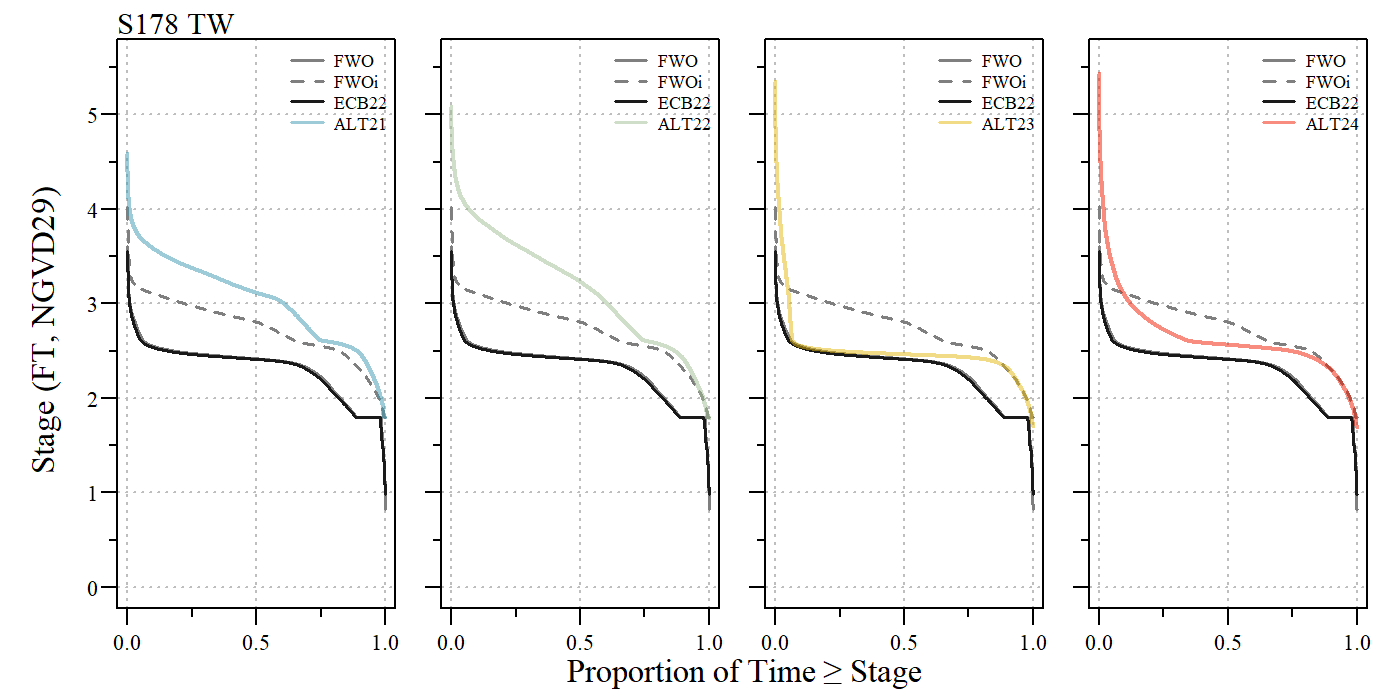 S178 TW
FWO
FWOi
ECB22
ALT21
FWO
FWOi
ECB22
ALT22
FWO
FWOi
ECB22
ALT23
FWO
FWOi
ECB22
ALT24
Stage (FT, NGVD29)
5
4
3
2
1
0
0.0 0.5 1.0
0.0 0.5 1.0
0.0 0.5 1.0
0.0 0.5 1.0
Proportion of Time ≥ Stage